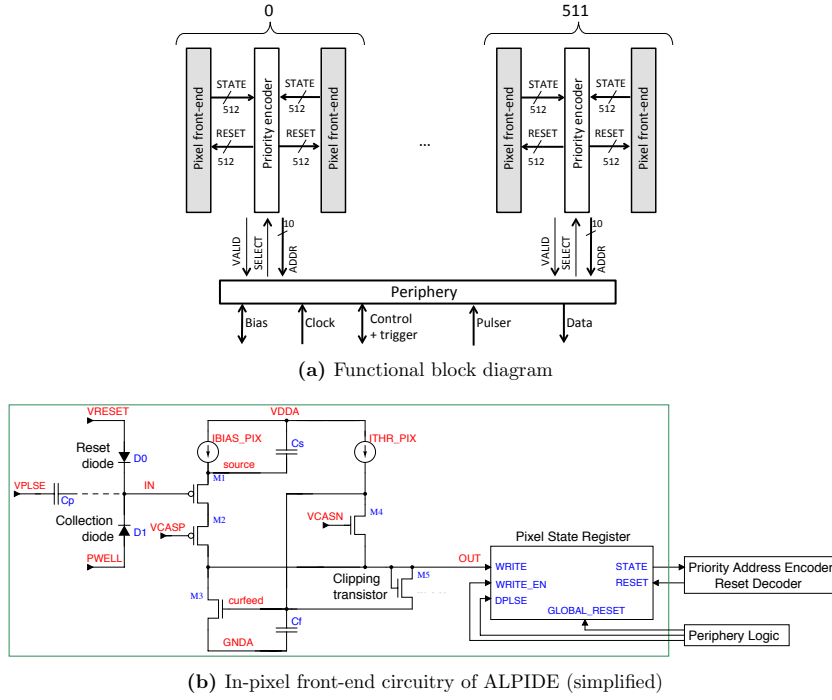 0
511
Pixel front-end
STATE
512
RESET
512
Priority encoder
STATE
512
RESET
512
Pixel front-end
...
Pixel front-end
STATE
512
RESET
512
Priority encoder
STATE
512
RESET
512
Pixel front-end
VALID
SELECT
10
ADDR
VALID
SELECT
10
ADDR
Periphery
Bias
Clock
Control
+ trigger
Pulser
Data
(a) Functional block diagram
VRESET
VDDA
Reset
diode
D0
IBIAS_PIX
Cs
ITHR_PIX
source
VPLSE
Cp
IN
M1
M2
VCASN
M4
Collection
diode
D1
VCASP
Pixel State Register
PWELL
OUT
WRITE
STATE
Priority Address Encoder
Reset Decoder
Clipping
transistor
M5
WRITE_EN
RESET
M3
curfeed
DPLSE
GLOBAL_RESET
Cf
GNDA
Periphery Logic
(b) In-pixel front-end circuitry of ALPIDE (simplified)